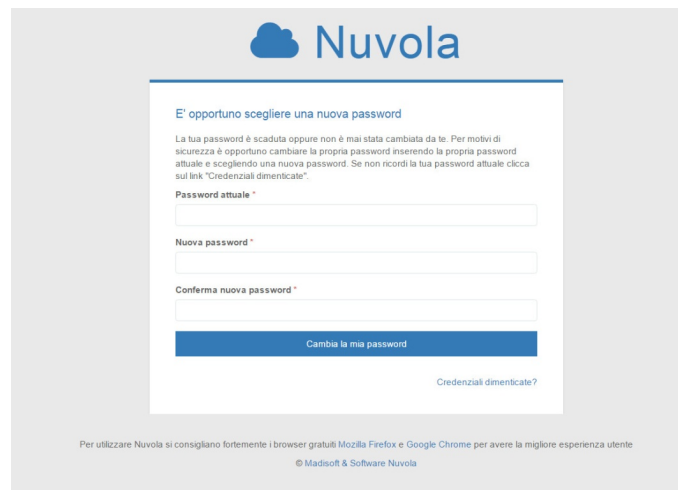 Nuvola
E' opportuno scegliere una nuova password
La tua password è scaduta oppure non è mai stata cambiata da te. Per motivi di
sicurezza è opportuno cambiare la propria password inserendo la propria password
attuale e scegliendo una nuova password. Se non ricordi la tua password attuale clicca
sul link "Credenziali dimenticate".
Password attuale *
Nuova password *
Conferma nuova password *
Cambia la mia password
Credenziali dimenticate?
Per utilizzare Nuvola si consigliano fortemente i browser gratuiti Mozilla Firefox e Google Chrome per avere la migliore esperienza utente
© Madisoft & Software Nuvola